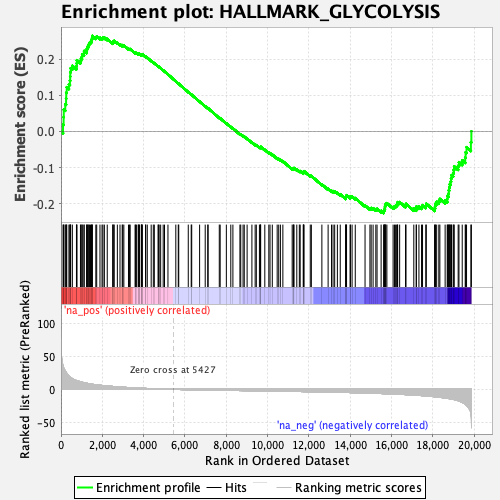 Enrichment plot: HALLMARK_GLYCOLYSIS
Enrichment score (ES)
0.2
0.1
0.0
-0.1
-0.2
'na_pos' (positively correlated)
Ranked list metric (PreRanked)
100
50
0
-50
Zero cross at 5427
'na_neg' (negatively correlated)
0
2,000
4,000
6,000
8,000
10,000
12,000
14,000
16,000
18,000
20,000
Rank in Ordered Dataset
Enrichment profile
Hits
Ranking metric scores